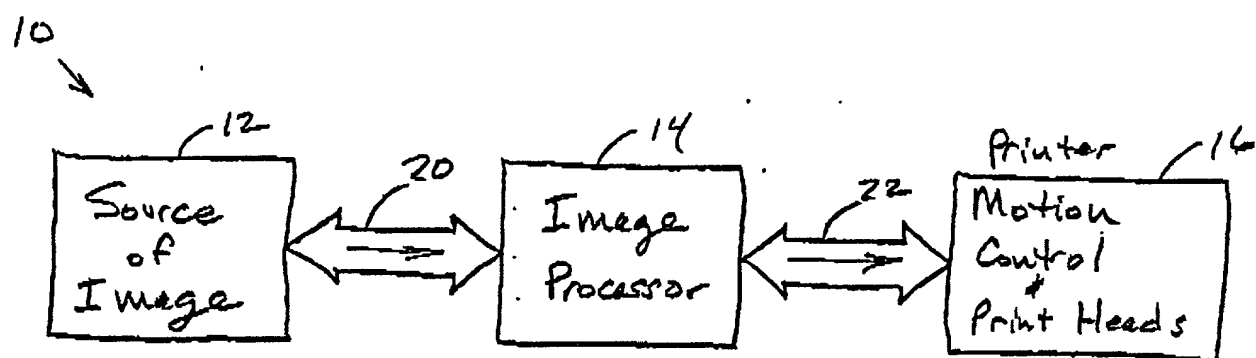 10
12
Source
of
Image
20
14
Image
Processor
22
Printer
16
Motion
Control
&
Print Heads